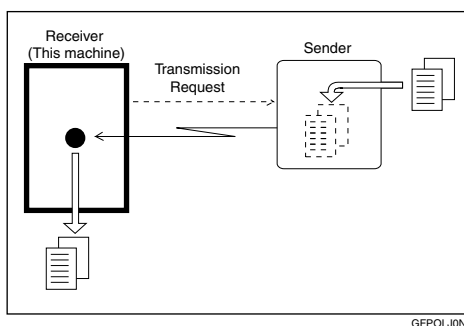 Receiver
(This machine)
Transmission
Request
Sender
GFPOLJ0N